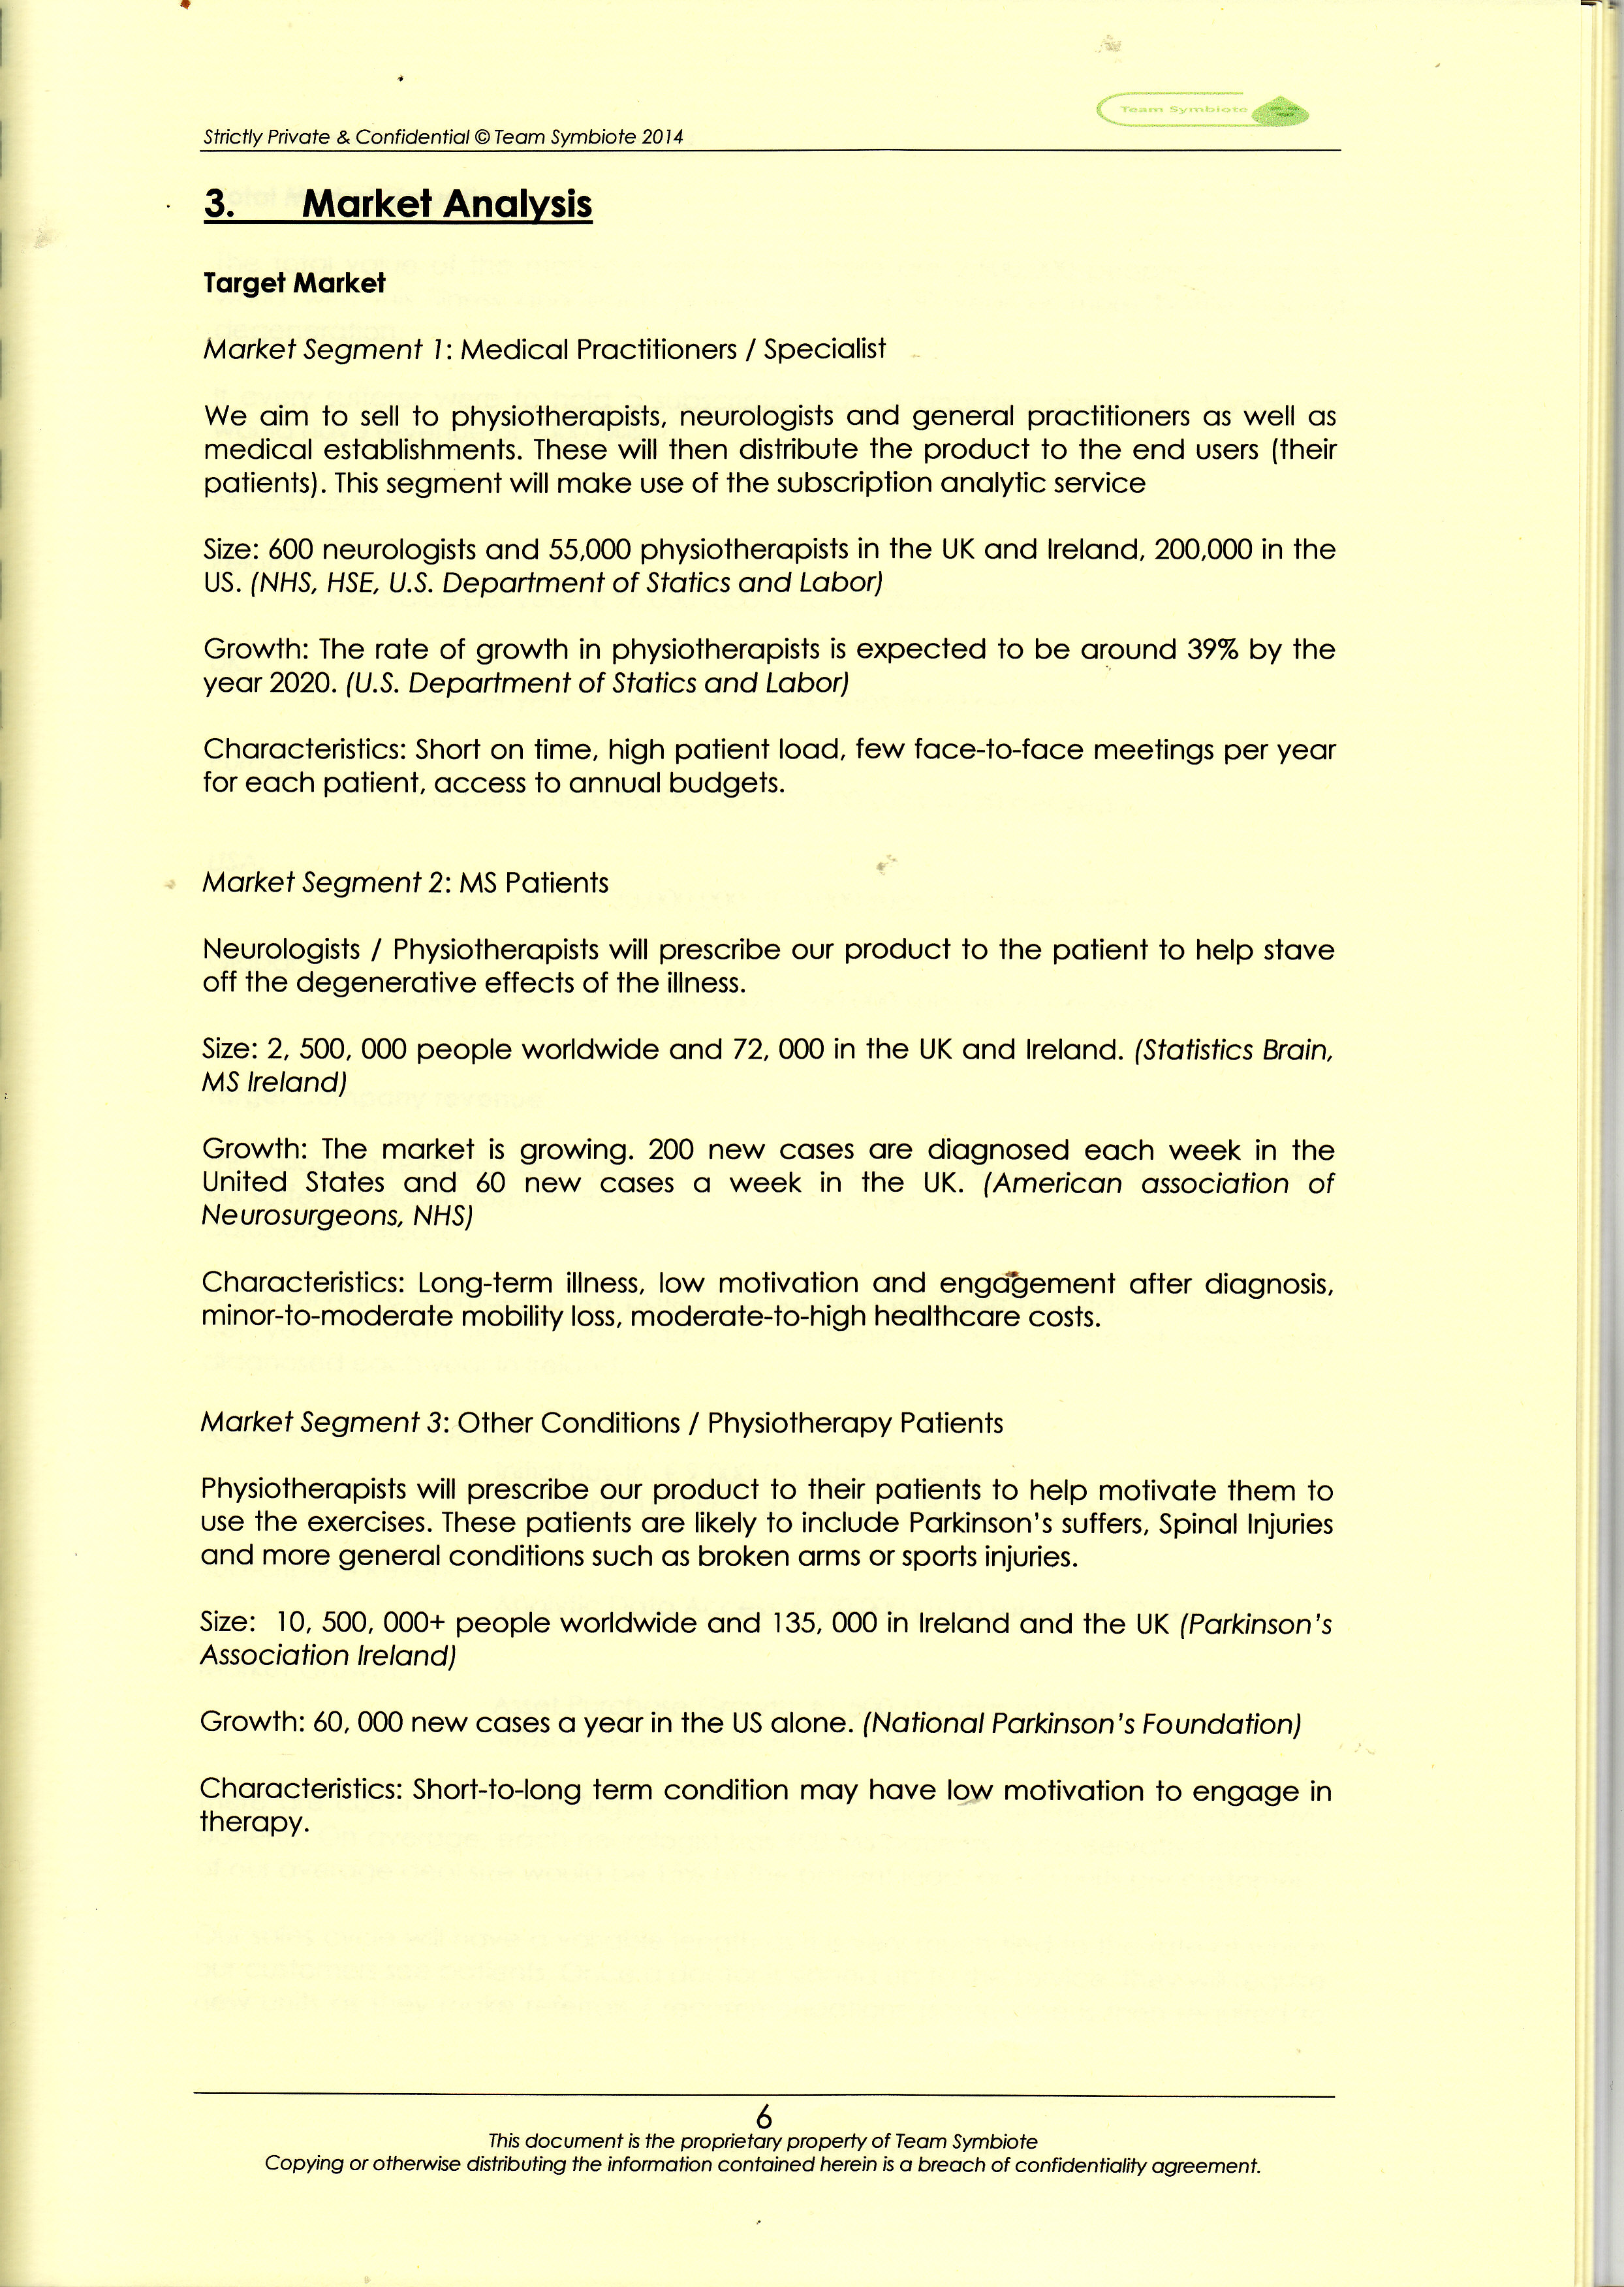 Team Symbiote
Strictly Private & Confidential © Team Symbiote 2014
3. Market Analysis
Target Market
Market Segment 1: Medical Practitioners / Specialist
We aim to sell to physiotherapists, neurologists and general practitioners as well as
medical establishments. These will then distribute the product to the end users (their
patients). This segment will make use of the subscription analytic service
Size: 600 neurologists and 55,000 physiotherapists in the UK and Ireland, 200,000 in the
US. (NHS, HSE, U.S. Department of Statics and Labor)
Growth: The rate of growth in physiotherapists is expected to be around 39% by the
year 2020. (U.S. Department of Statics and Labor)
Characteristics: Short on time, high patient load, few face-to-face meetings per year
for each patient, access to annual budgets.
Market Segment 2: MS Patients
Neurologists / Physiotherapists will prescribe our product to the patient to help stave
off the degenerative effects of the illness.
Size: 2, 500, 000 people worldwide and 72, 000 in the UK and Ireland. (Statistics Brain,
MS Ireland)
Growth: The market is growing. 200 new cases are diagnosed each week in the
United States and 60 new cases a week in the UK. (American association of
Neurosurgeons, NHS)
Characteristics: Long-term illness, low motivation and engagement after diagnosis,
minor-to-moderate mobility loss, moderate-to-high healthcare costs.
Market Segment 3: Other Conditions / Physiotherapy Patients
Physiotherapists will prescribe our product to their patients to help motivate them to
use the exercises. These patients are likely to include Parkinson's suffers, Spinal Injuries
and more general conditions such as broken arms or sports injuries.
Size: 10, 500, 000+ people worldwide and 135, 000 in Ireland and the UK (Parkinson's
Association Ireland)
Growth: 60, 000 new cases a year in the US alone. (National Parkinson's Foundation)
Characteristics: Short-to-long term condition may have low motivation to engage in
therapy.
6
This document is the proprietary property of Team Symbiote
Copying or otherwise distributing the information contained herein is a breach of confidentiality agreement.